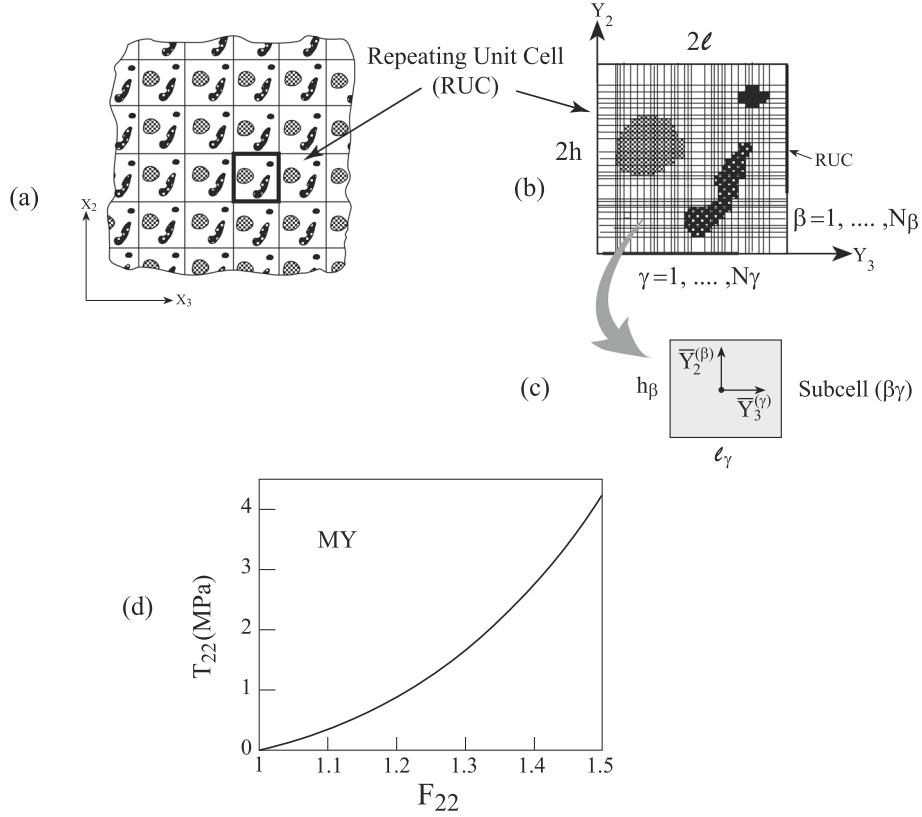 (a)
X₂
X₃
Repeating Unit Cell
(RUC)
(b)
Y₂
2ℓ
2h
RUC
β=1, .... ,Nβ
Y₃
γ=1, .... ,Nγ
(c)
Y̅₂⁽ᵝ⁾
Y̅₃⁽ᵞ⁾
hᵦ
Subcell (βγ)
ℓᵧ
(d)
MY
T₂₂(MPa)
4
3
2
1
0
1 1.1 1.2 1.3 1.4 1.5
F₂₂